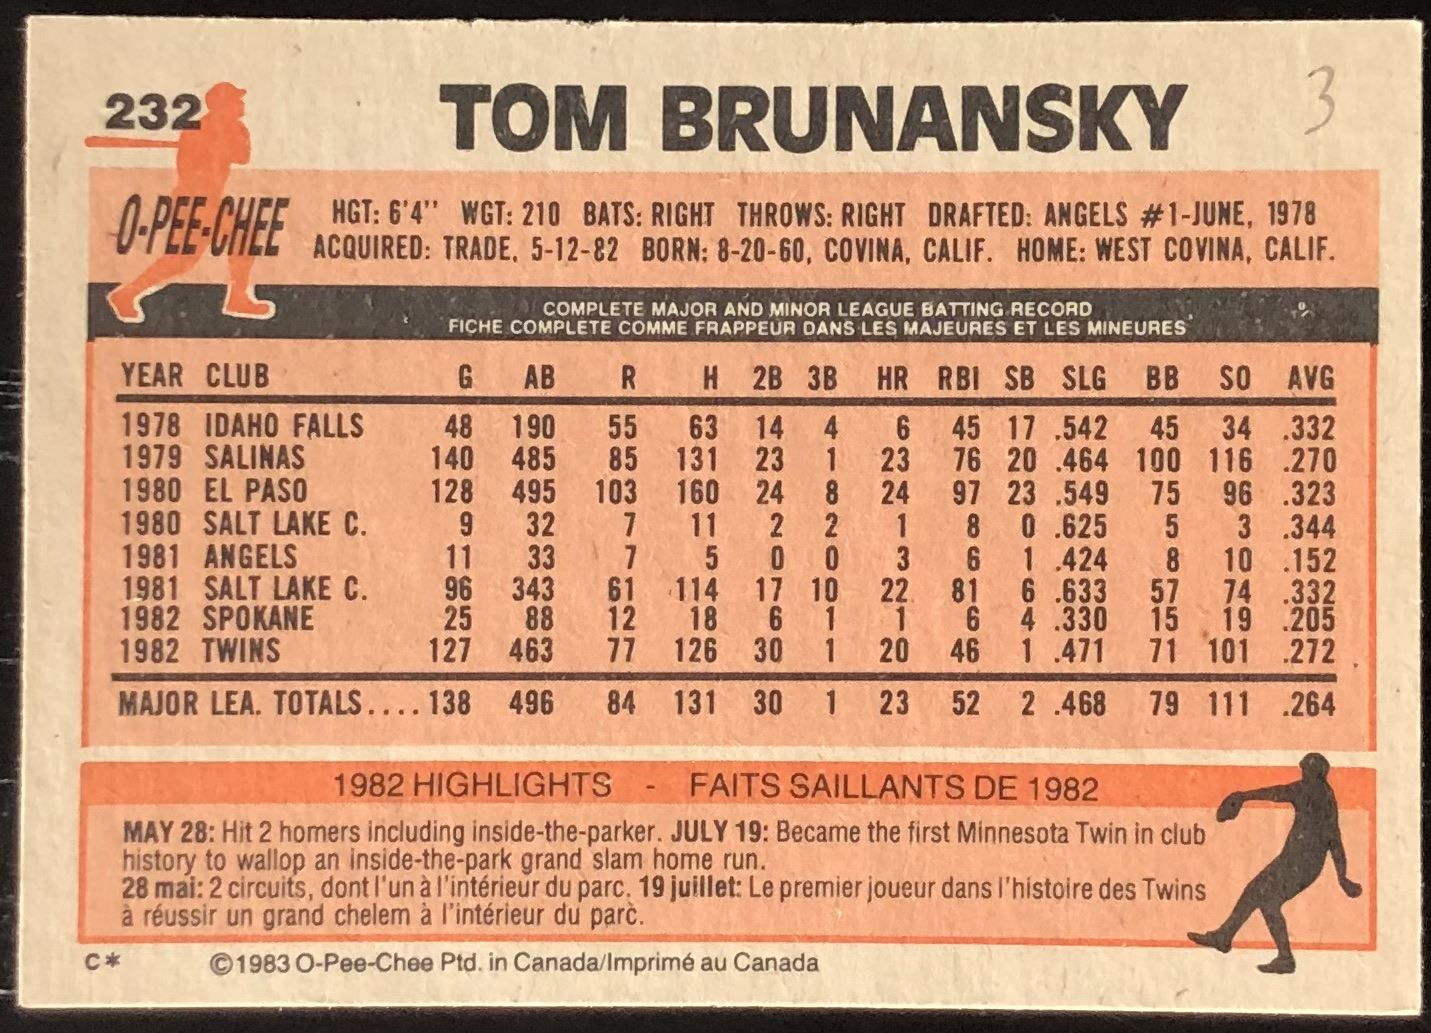 232
TOM BRUNANSKY
3
O-PEE-CHEE
HGT: 6'4" WGT: 210 BATS: RIGHT THROWS: RIGHT DRAFTED: ANGELS #1-JUNE, 1978
ACQUIRED: TRADE, 5-12-82 BORN: 8-20-60, COVINA, CALIF. HOME: WEST COVINA, CALIF.
COMPLETE MAJOR AND MINOR LEAGUE BATTING RECORD
FICHE COMPLETE COMME FRAPPEUR DANS LES MAJEURES ET LES MINEURES
YEAR CLUB G AB R H 2B 3B HR RBI SB SLG BB SO AVG
1978 IDAHO FALLS 48 190 55 63 14 4 6 45 17 .542 45 34 .332
1979 SALINAS 140 485 85 131 23 1 23 76 20 .464 100 116 .270
1980 EL PASO 128 495 103 160 24 8 24 97 23 .549 75 96 .323
1980 SALT LAKE C. 9 32 7 11 2 2 1 8 0 .625 5 3 .344
1981 ANGELS 11 33 7 5 0 0 3 6 1 .424 8 10 .152
1981 SALT LAKE C. 96 343 61 114 17 10 22 81 6 .633 57 74 .332
1982 SPOKANE 25 88 12 18 6 1 1 6 4 .330 15 19 .205
1982 TWINS 127 463 77 126 30 1 20 46 1 .471 71 101 .272
MAJOR LEA. TOTALS.... 138 496 84 131 30 1 23 52 2 .468 79 111 .264
1982 HIGHLIGHTS - FAITS SAILLANTS DE 1982
MAY 28: Hit 2 homers including inside-the-parker. JULY 19: Became the first Minnesota Twin in club
history to wallop an inside-the-park grand slam home run.
28 mai: 2 circuits, dont l'un à l'intérieur du parc. 19 juillet: Le premier joueur dans l'histoire des Twins
à réussir un grand chelem à l'intérieur du parc.
C* ©1983 O-Pee-Chee Ptd. in Canada/Imprimé au Canada